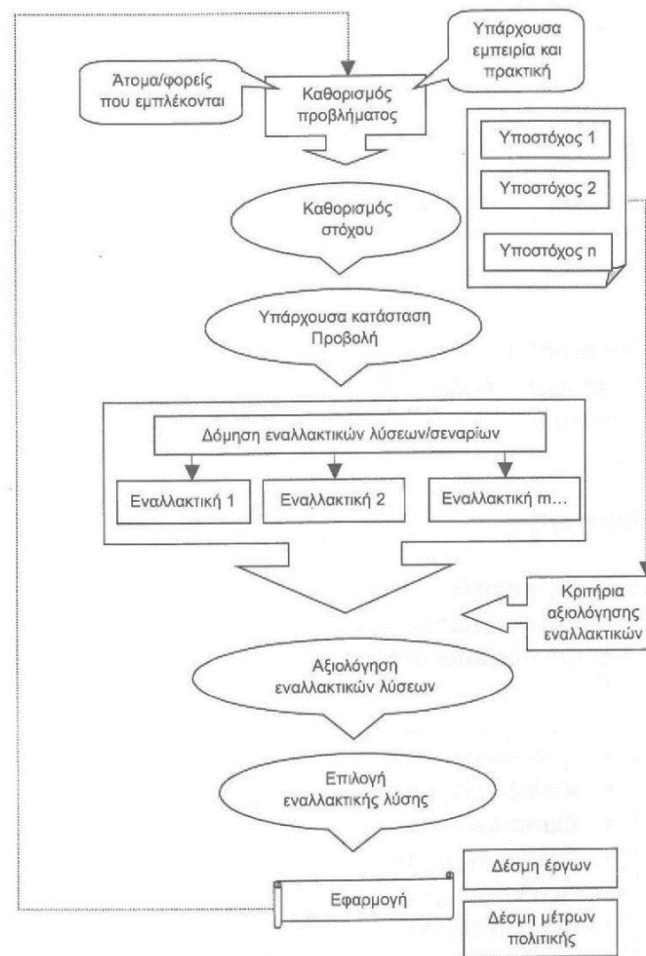 Υπάρχουσα
εμπειρία και
πρακτική
Άτομα/φορείς
που εμπλέκονται
Καθορισμός
προβλήματος
Υποστόχος 1
Υποστόχος 2
Υποστόχος n
Καθορισμός
στόχου
Υπάρχουσα κατάσταση
Προβολή
Δόμηση εναλλακτικών λύσεων/σεναρίων
Εναλλακτική 1
Εναλλακτική 2
Εναλλακτική m...
Κριτήρια
αξιολόγησης
εναλλακτικών
Αξιολόγηση
εναλλακτικών λύσεων
Επιλογή
εναλλακτικής λύσης
Εφαρμογή
Δέσμη έργων
Δέσμη μέτρων
πολιτικής